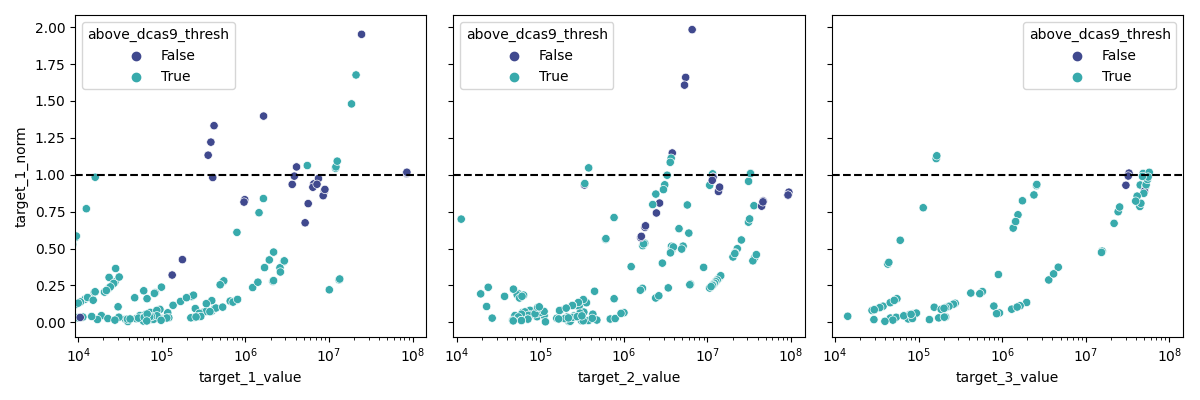 above_dcas9_thresh
False
True
above_dcas9_thresh
False
True
above_dcas9_thresh
False
True
2.00
1.75
1.50
1.25
1.00
0.75
0.50
0.25
0.00
target_1_norm
10⁴ 10⁵ 10⁶ 10⁷ 10⁸
10⁴ 10⁵ 10⁶ 10⁷ 10⁸
10⁴ 10⁵ 10⁶ 10⁷ 10⁸
target_1_value
target_2_value
target_3_value